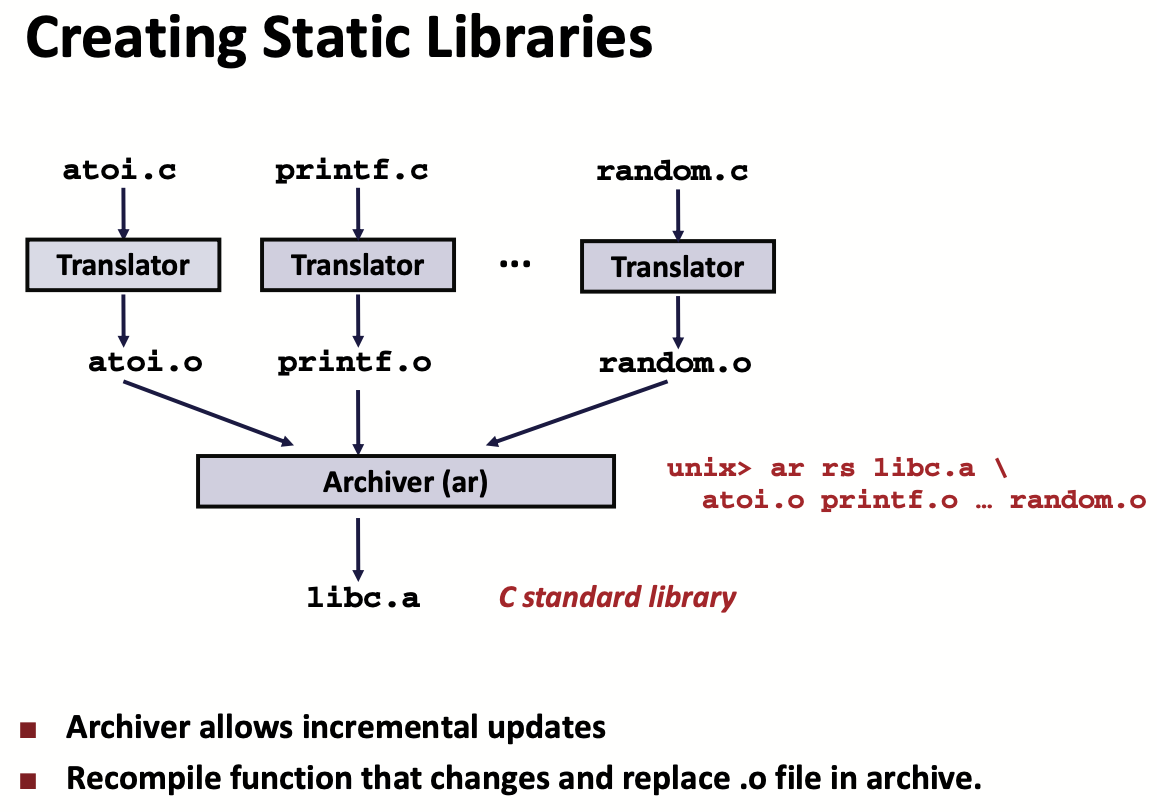 Creating Static Libraries
atoi.c printf.c random.c
Translator Translator ... Translator
atoi.o printf.o random.o
Archiver (ar)
unix> ar rs libc.a \
atoi.o printf.o … random.o
libc.a C standard library
Archiver allows incremental updates
Recompile function that changes and replace .o file in archive.